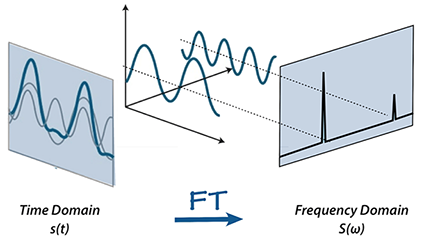 FT
Time Domain
s(t)
Frequency Domain
S(ω)